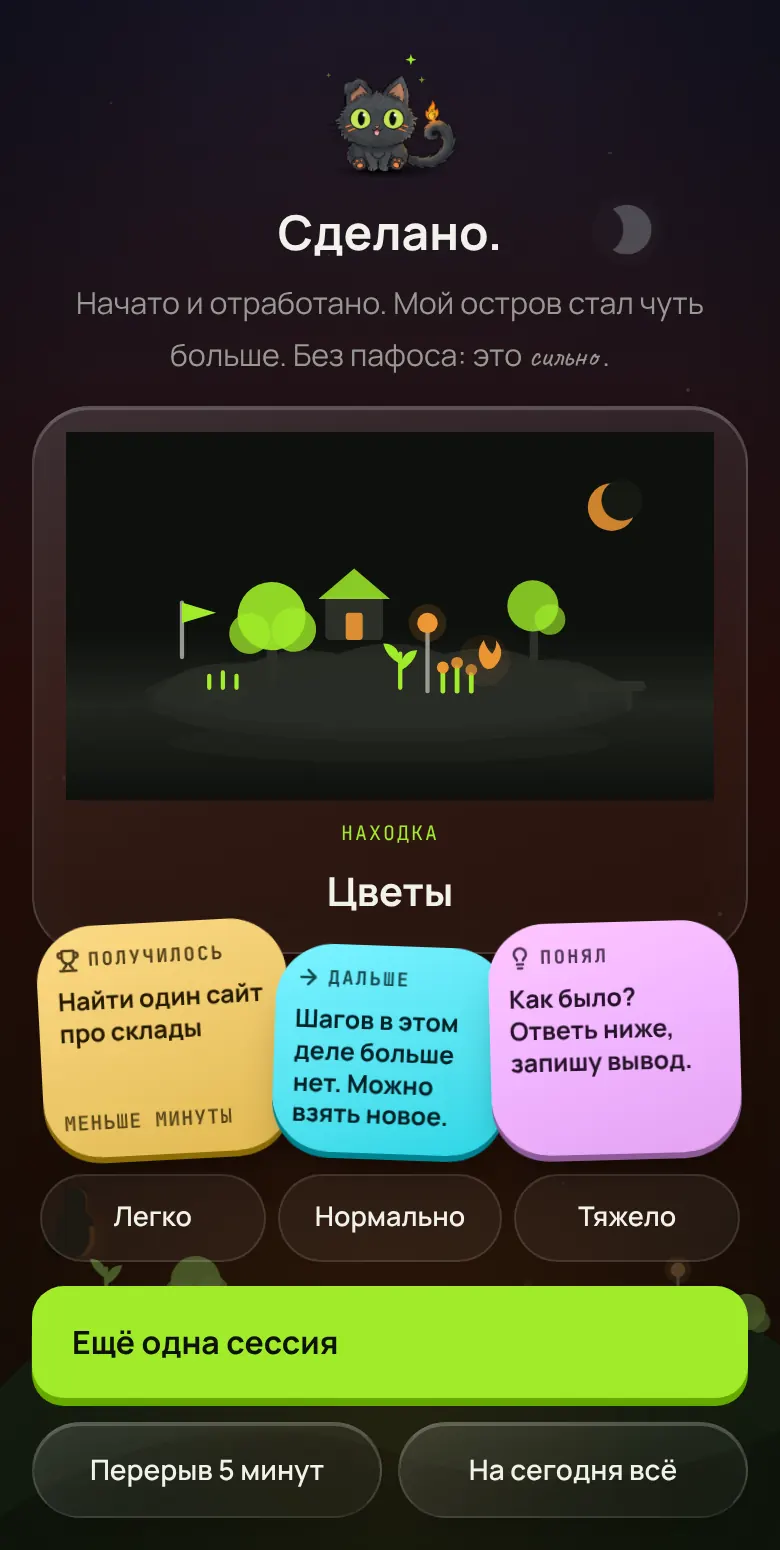 Сделано.
Начато и отработано. Мой остров стал чуть
больше. Без пафоса: это сильно.
НАХОДКА
Цветы
ПОЛУЧИЛОСЬ
Найти один сайт
про склады
МЕНЬШЕ МИНУТЫ
ДАЛЬШЕ
Шагов в этом
деле больше
нет. Можно
взять новое.
ПОНЯЛ
Как было?
Ответь ниже,
запишу вывод.
Легко
Нормально
Тяжело
Ещё одна сессия
Перерыв 5 минут
На сегодня всё